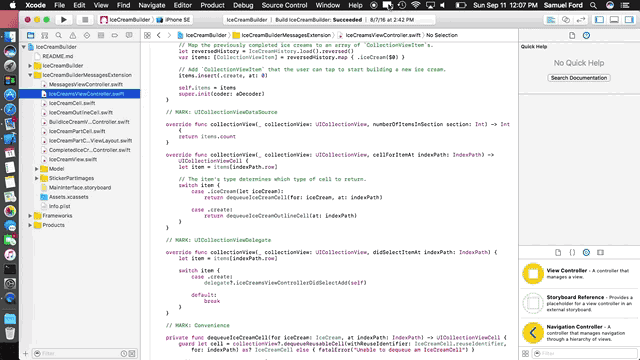 Xcode File Edit View Find Navigate Editor Product Debug Source Control Window Help Sun Sep 11 12:07 PM Samuel Ford
IceCreamBuilder iPhone SE IceCreamBuilder Build IceCreamBuilder: Succeeded 8/7/16 at 2:42 PM
IceCreamBuilder IceCreamBuilderMessagesExtension IceCreamsViewController.swift No Selection
IceCreamBuilder
README.md
IceCreamBuilder
IceCreamBuilderMessagesExtension
MessagesViewController.swift
IceCreamsViewController.swift
IceCreamCell.swift
IceCreamOutlineCell.swift
BuildIceCreamV...Controller.swift
IceCreamPartCell.swift
IceCreamPartC...ViewLayout.swift
CompletedIceCr...Controller.swift
IceCreamView.swift
Model
StickerPartImages
MainInterface.storyboard
Assets.xcassets
Info.plist
Frameworks
Products
Filter
// Map the previously completed ice creams to an array of `CollectionViewItem`s.
let reversedHistory = IceCreamHistory.load().reversed()
var items: [CollectionViewItem] = reversedHistory.map { .iceCream($0) }
// Add `CollectionViewItem` that the user can tap to start building a new ice cream.
items.insert(.create, at: 0)
self.items = items
super.init(coder: aDecoder)
}
// MARK: UICollectionViewDataSource
override func collectionView(_ collectionView: UICollectionView, numberOfItemsInSection section: Int) -> Int
{
return items.count
}
override func collectionView(_ collectionView: UICollectionView, cellForItemAt indexPath: IndexPath) ->
UICollectionViewCell {
let item = items[indexPath.row]
// The item's type determines which type of cell to return.
switch item {
case .iceCream(let iceCream):
return dequeueIceCreamCell(for: iceCream, at: indexPath)
case .create:
return dequeueIceCreamOutlineCell(at: indexPath)
}
}
// MARK: UICollectionViewDelegate
override func collectionView(_ collectionView: UICollectionView, didSelectItemAt indexPath: IndexPath) {
let item = items[indexPath.row]
switch item {
case .create:
delegate?.iceCreamsViewControllerDidSelectAdd(self)
default:
break
}
}
// MARK: Convenience
private func dequeueIceCreamCell(for iceCream: IceCream, at indexPath: IndexPath) -> UICollectionViewCell {
guard let cell = collectionView?.dequeueReusableCell(withReuseIdentifier: IceCreamCell.reuseIdentifier,
for: indexPath) as? IceCreamCell else { fatalError("Unable to dequeue am IceCreamCell") }
Quick Help
No Quick Help
Search Documentation
View Controller - A controller that manages a view.
Storyboard Reference - Provides a placeholder for a view controller in an external storyboard.
Navigation Controller - A controller that manages navigation through a hierarchy of views.
Filter